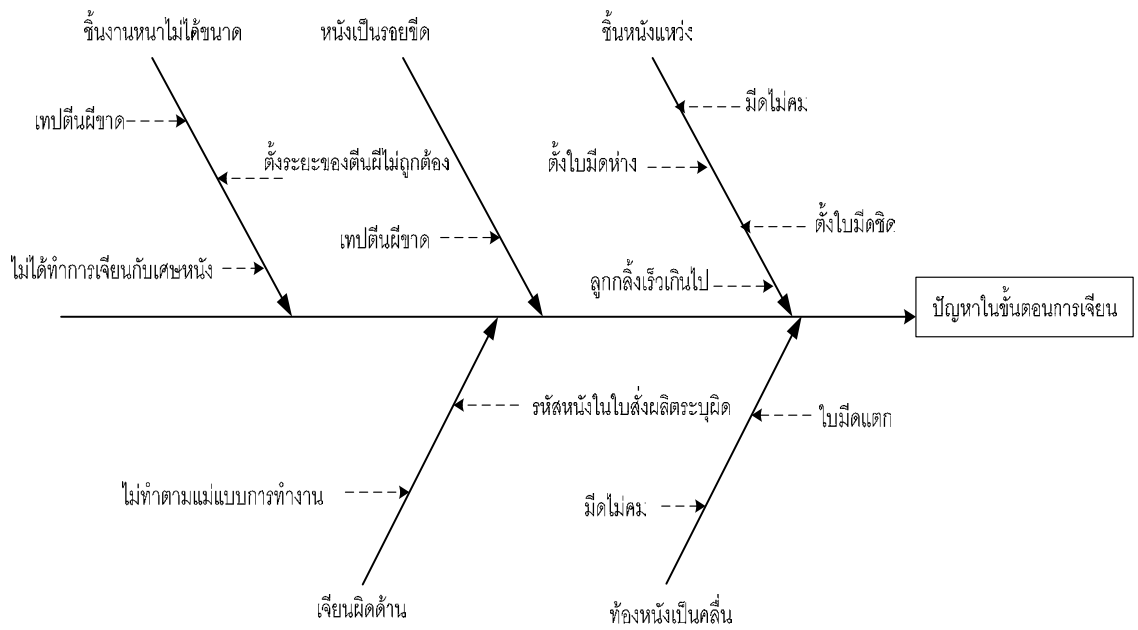 ชิ้นงานหนาไม่ได้ขนาด
หนังเป็นรอยขีด
ชิ้นหนังแหว่ง
มีดไม่คม
เทปตีนผีขาด
ตั้งระยะของตีนผีไม่ถูกต้อง
ตั้งใบมีดห่าง
ตั้งใบมีดชิด
เทปตีนผีขาด
ไม่ได้ทำการเจียนกับเศษหนัง
ลูกกลิ้งเร็วเกินไป
ปัญหาในขั้นตอนการเจียน
รหัสหนังในใบสั่งผลิตระบุผิด
ใบมีดแตก
ไม่ทำตามแม่แบบการทำงาน
มีดไม่คม
เจียนผิดด้าน
ท้องหนังเป็นคลื่น